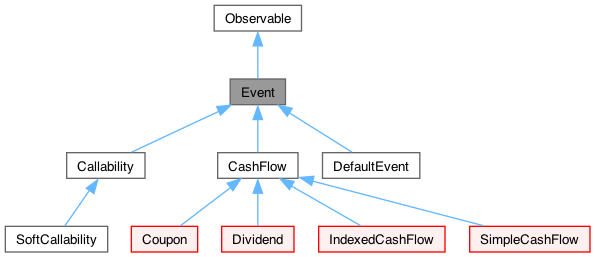 Observable
Event
Callability
CashFlow
DefaultEvent
SoftCallability
Coupon
Dividend
IndexedCashFlow
SimpleCashFlow